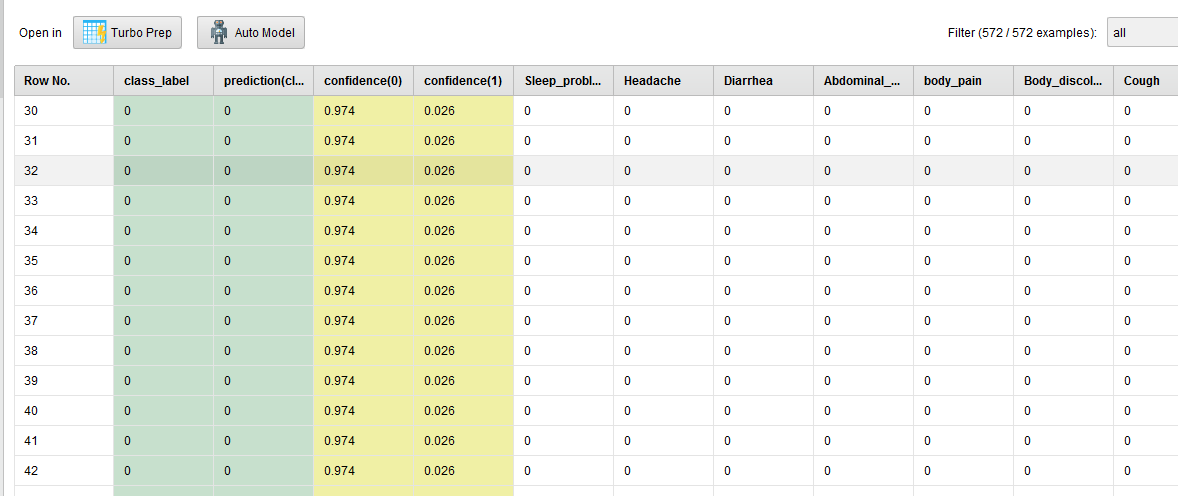 Open in Turbo Prep Auto Model Filter (572 / 572 examples): all
Row No. class_label prediction(cl... confidence(0) confidence(1) Sleep_probl... Headache Diarrhea Abdominal_... body_pain Body_discol... Cough
30 0 0 0.974 0.026 0 0 0 0 0 0 0
31 0 0 0.974 0.026 0 0 0 0 0 0 0
32 0 0 0.974 0.026 0 0 0 0 0 0 0
33 0 0 0.974 0.026 0 0 0 0 0 0 0
34 0 0 0.974 0.026 0 0 0 0 0 0 0
35 0 0 0.974 0.026 0 0 0 0 0 0 0
36 0 0 0.974 0.026 0 0 0 0 0 0 0
37 0 0 0.974 0.026 0 0 0 0 0 0 0
38 0 0 0.974 0.026 0 0 0 0 0 0 0
39 0 0 0.974 0.026 0 0 0 0 0 0 0
40 0 0 0.974 0.026 0 0 0 0 0 0 0
41 0 0 0.974 0.026 0 0 0 0 0 0 0
42 0 0 0.974 0.026 0 0 0 0 0 0 0